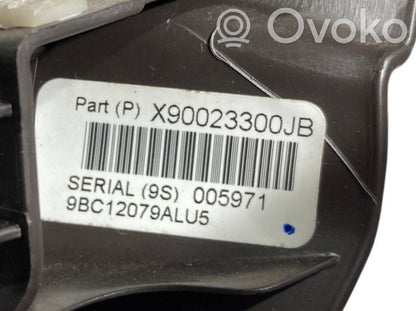 Ovoko
Part (P) X90023300JB
SERIAL (9S) 005971
9BC12079ALU5